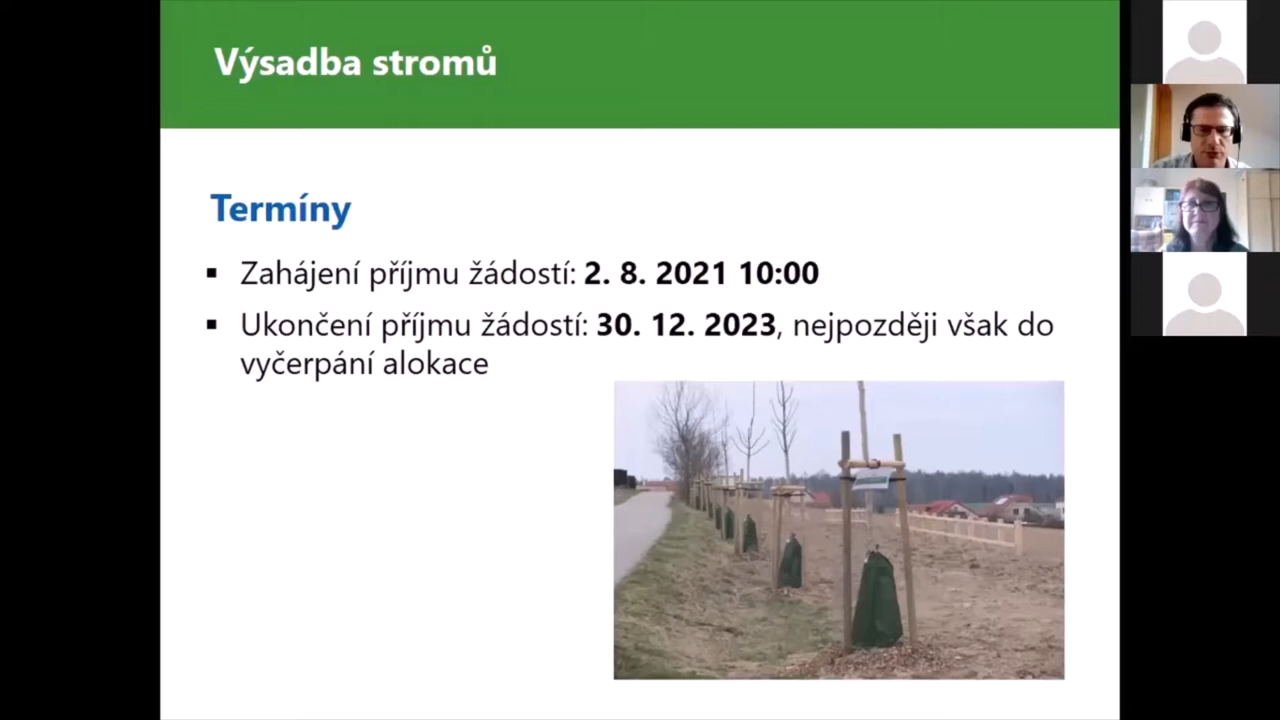 Výsadba stromů
Termíny
▪ Zahájení příjmu žádostí: 2. 8. 2021 10:00
▪ Ukončení příjmu žádostí: 30. 12. 2023, nejpozději však do
vyčerpání alokace